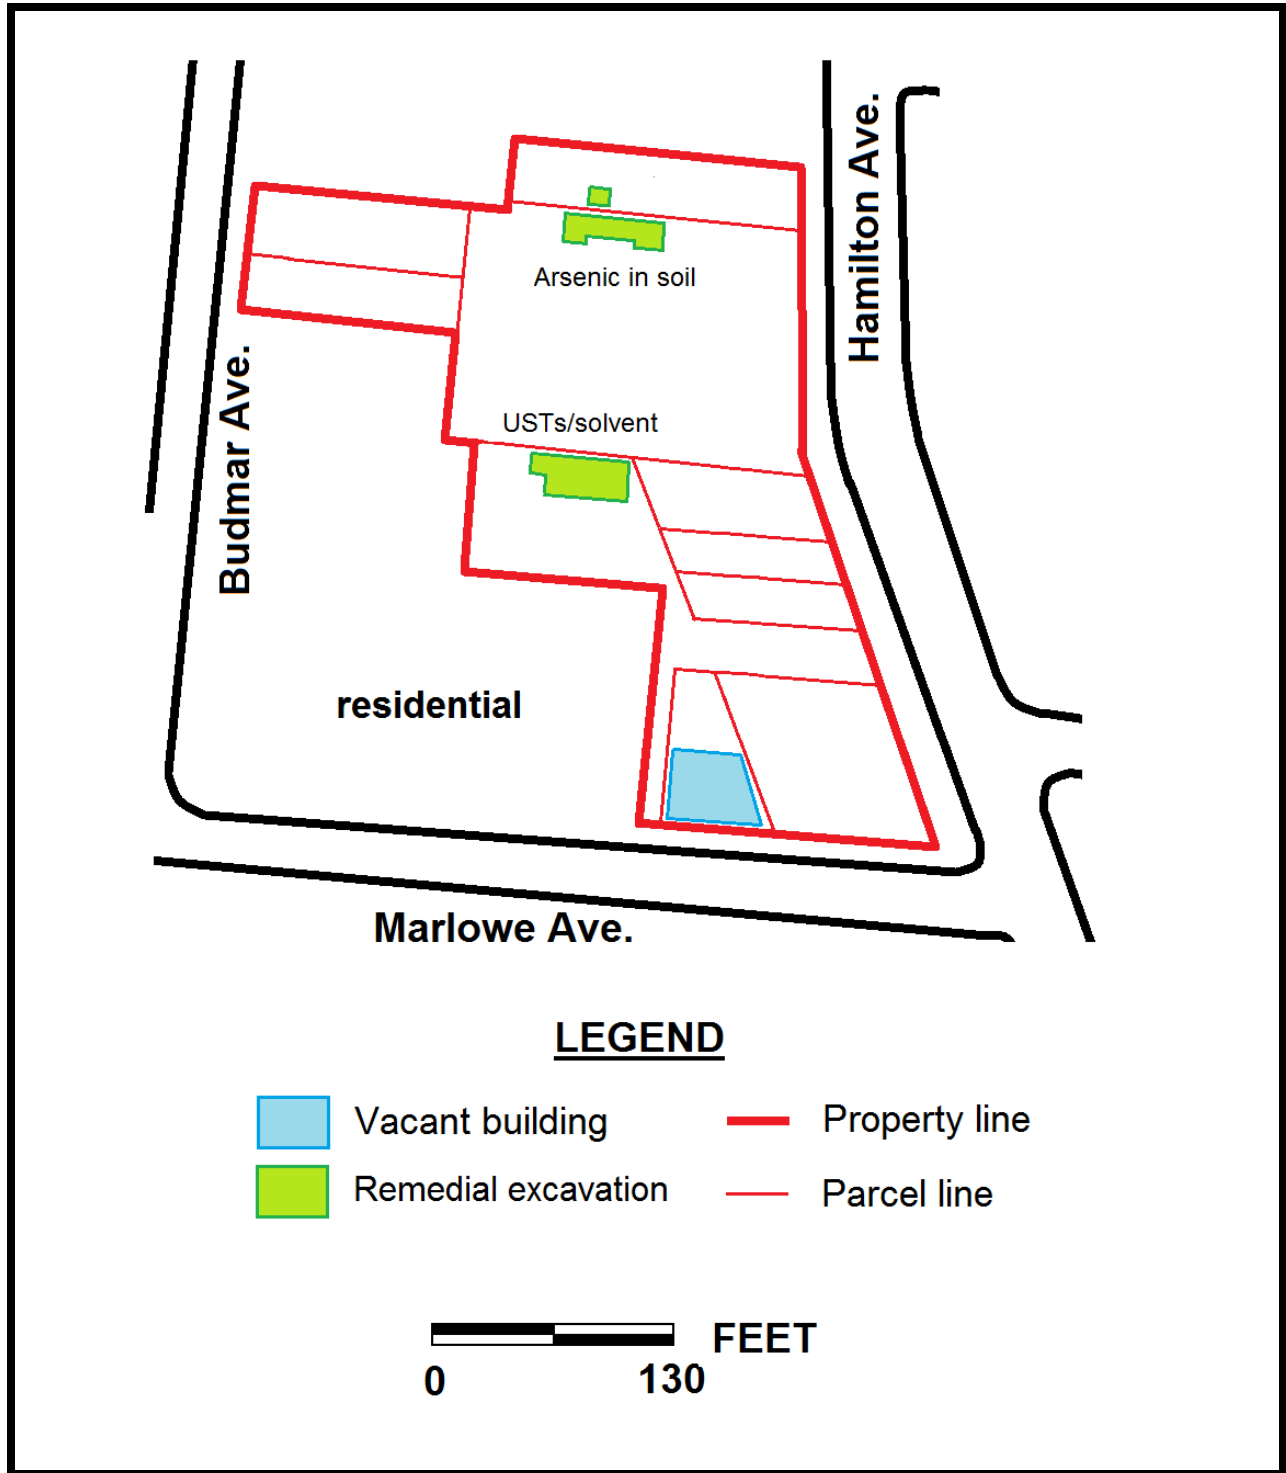 Hamilton Ave.
Arsenic in soil
Budmar Ave.
USTs/solvent
residential
Marlowe Ave.
LEGEND
Vacant building
Property line
Remedial excavation
Parcel line
FEET
0
130